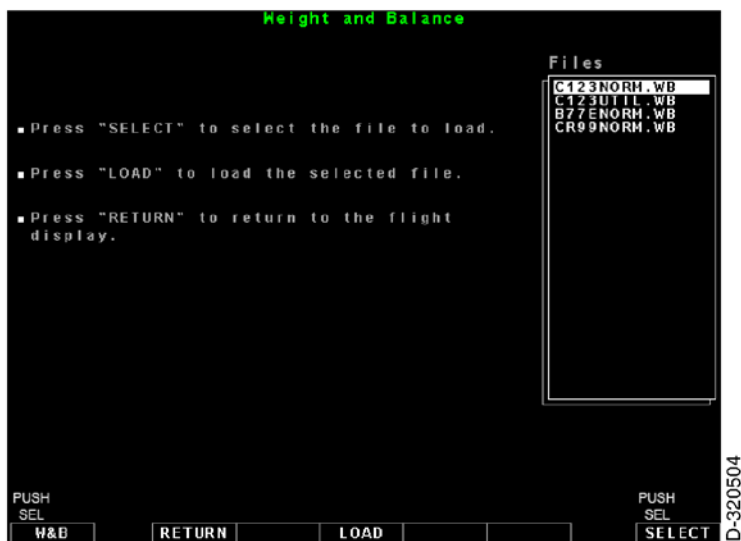 Weight and Balance
Files
C123NORM.WB
C123UTIL.WB
B77ENORM.WB
CR99NORM.WB
Press "SELECT" to select the file to load.
Press "LOAD" to load the selected file.
Press "RETURN" to return to the flight
display.
PUSH
SEL
W&B
RETURN
LOAD
PUSH
SEL
SELECT
D-320504